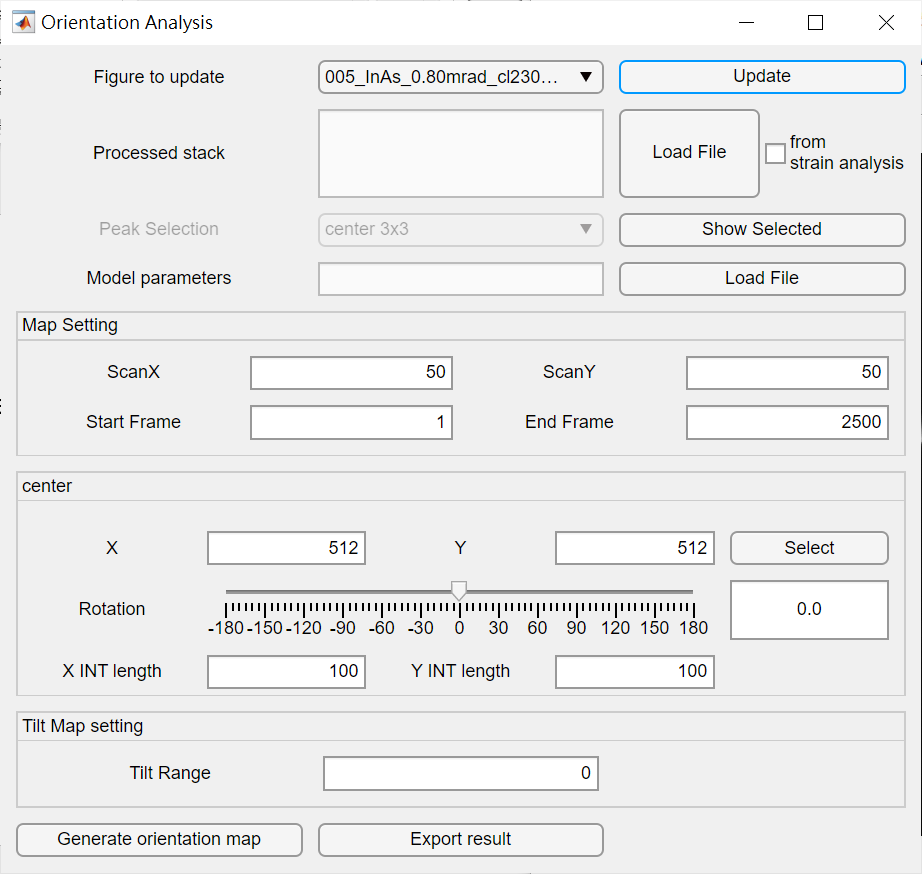 Orientation Analysis
Figure to update
005_InAs_0.80mrad_cl230...
Update
Processed stack
Load File
from
strain analysis
Peak Selection
center 3x3
Show Selected
Model parameters
Load File
Map Setting
ScanX
50
ScanY
50
Start Frame
1
End Frame
2500
center
X
512
Y
512
Select
Rotation
-180 -150 -120 -90 -60 -30 0 30 60 90 120 150 180
0.0
X INT length
100
Y INT length
100
Tilt Map setting
Tilt Range
0
Generate orientation map
Export result